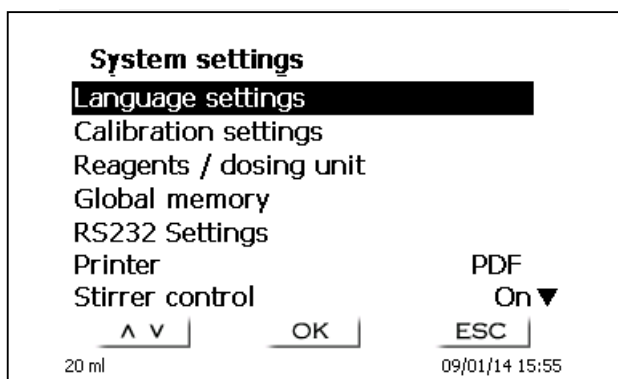 System settings
Language settings
Calibration settings
Reagents / dosing unit
Global memory
RS232 Settings
Printer PDF
Stirrer control On▼
∧ ∨ OK ESC
20 ml 09/01/14 15:55